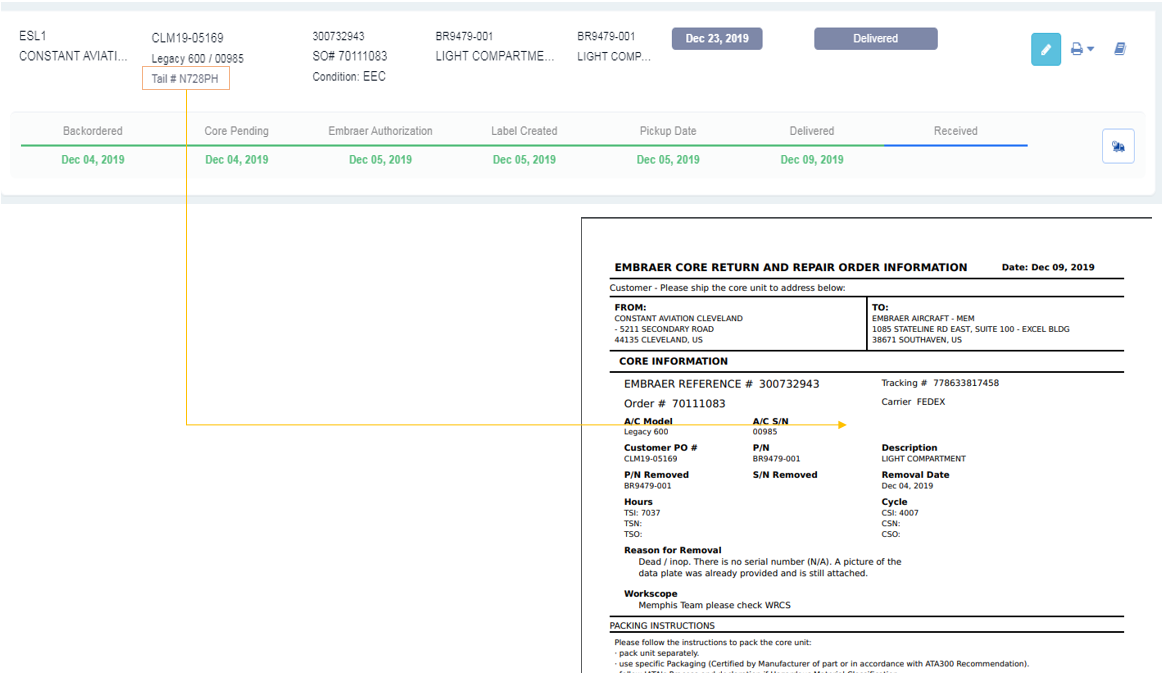 ESL1
CONSTANT AVIATI...
CLM19-05169
Legacy 600 / 00985
Tail # N728PH
300732943
SO# 70111083
Condition: EEC
BR9479-001
LIGHT COMPARTME...
BR9479-001
LIGHT COMP...
Dec 23, 2019
Delivered
Backordered
Core Pending
Embraer Authorization
Label Created
Pickup Date
Delivered
Received
Dec 04, 2019
Dec 04, 2019
Dec 05, 2019
Dec 05, 2019
Dec 05, 2019
Dec 09, 2019
EMBRAER CORE RETURN AND REPAIR ORDER INFORMATION
Date: Dec 09, 2019
Customer - Please ship the core unit to address below:
FROM:
CONSTANT AVIATION CLEVELAND
- 5211 SECONDARY ROAD
44135 CLEVELAND, US
TO:
EMBRAER AIRCRAFT - MEM
1085 STATELINE RD EAST, SUITE 100 - EXCEL BLDG
38671 SOUTHAVEN, US
CORE INFORMATION
EMBRAER REFERENCE # 300732943
Tracking # 778633817458
Order # 70111083
Carrier FEDEX
A/C Model
A/C S/N
Legacy 600
00985
Customer PO #
P/N
Description
CLM19-05169
BR9479-001
LIGHT COMPARTMENT
P/N Removed
S/N Removed
Removal Date
BR9479-001
Dec 04, 2019
Hours
Cycle
TSI: 7037
CSI: 4007
TSN:
CSN:
TSO:
CSO:
Reason for Removal
Dead / inop. There is no serial number (N/A). A picture of the
data plate was already provided and is still attached.
Workscope
Memphis Team please check WRCS
PACKING INSTRUCTIONS
Please follow the instructions to pack the core unit:
· pack unit separately.
· use specific Packaging (Certified by Manufacturer of part or in accordance with ATA300 Recommendation).